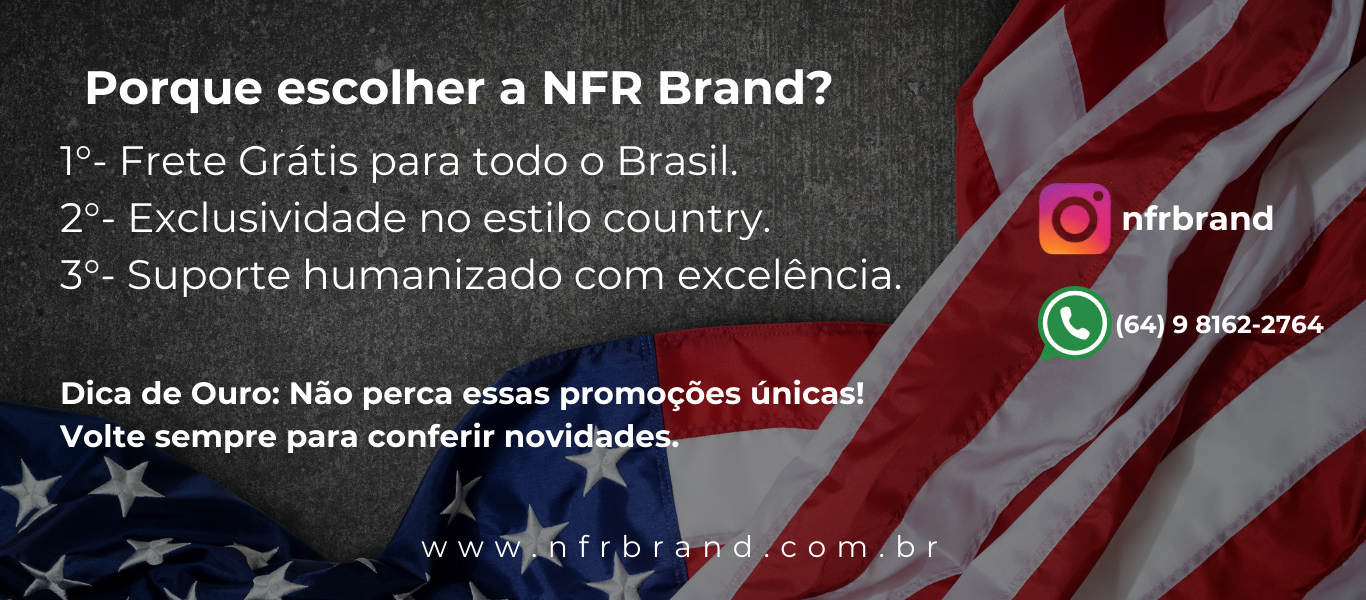 Porque escolher a NFR Brand?
1°- Frete Grátis para todo o Brasil.
2°- Exclusividade no estilo country.
3°- Suporte humanizado com excelência.
nfrbrand
(64) 9 8162-2764
Dica de Ouro: Não perca essas promoções únicas!
Volte sempre para conferir novidades.
www.nfrbrand.com.br